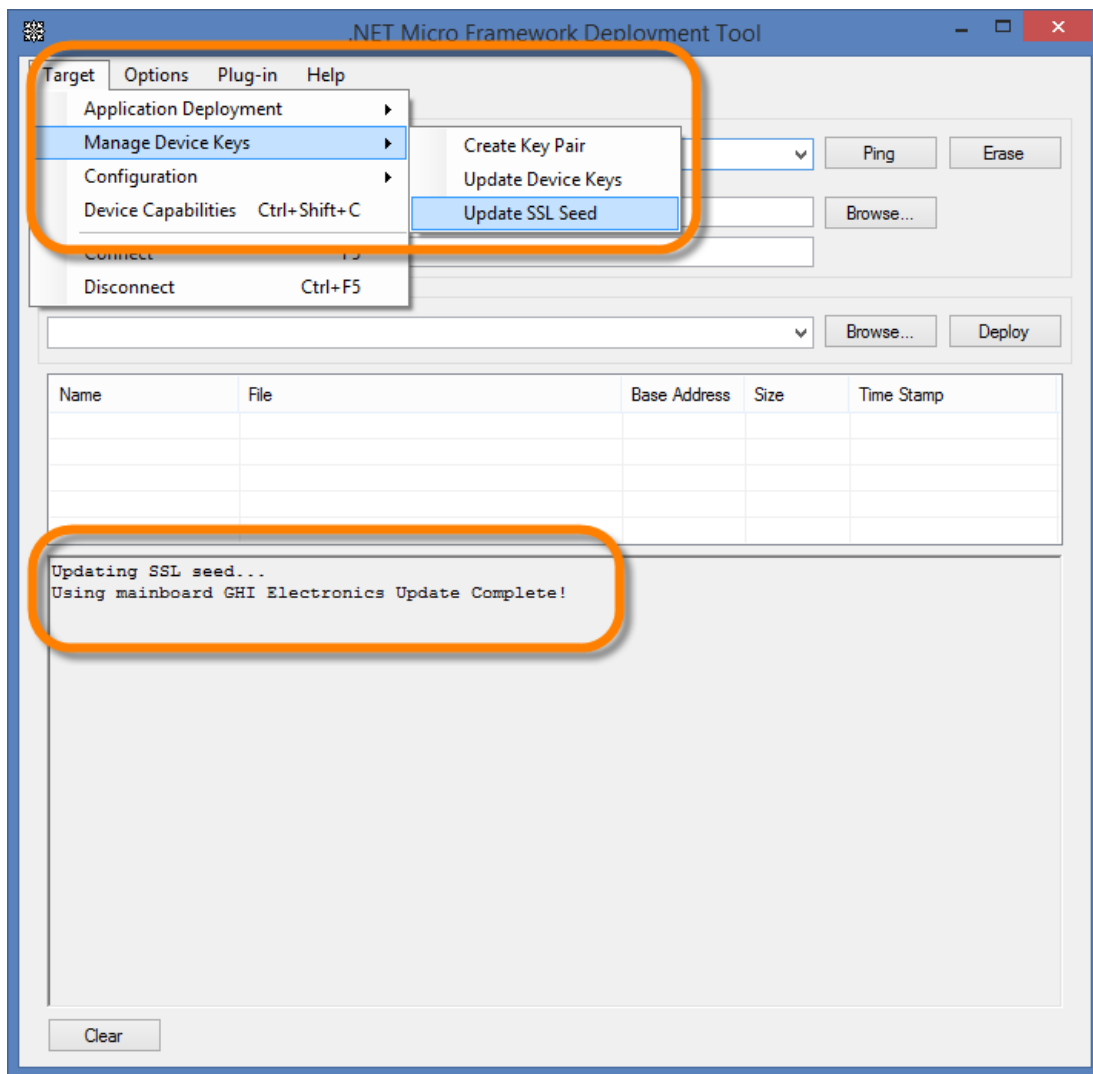 .NET Micro Framework Deployment Tool
Target Options Plug-in Help
Application Deployment
Manage Device Keys
Configuration
Device Capabilities Ctrl+Shift+C
Connect F5
Disconnect Ctrl+F5
Create Key Pair
Update Device Keys
Update SSL Seed
Ping Erase
Browse...
Browse... Deploy
Name File Base Address Size Time Stamp
Updating SSL seed...
Using mainboard GHI Electronics Update Complete!
Clear